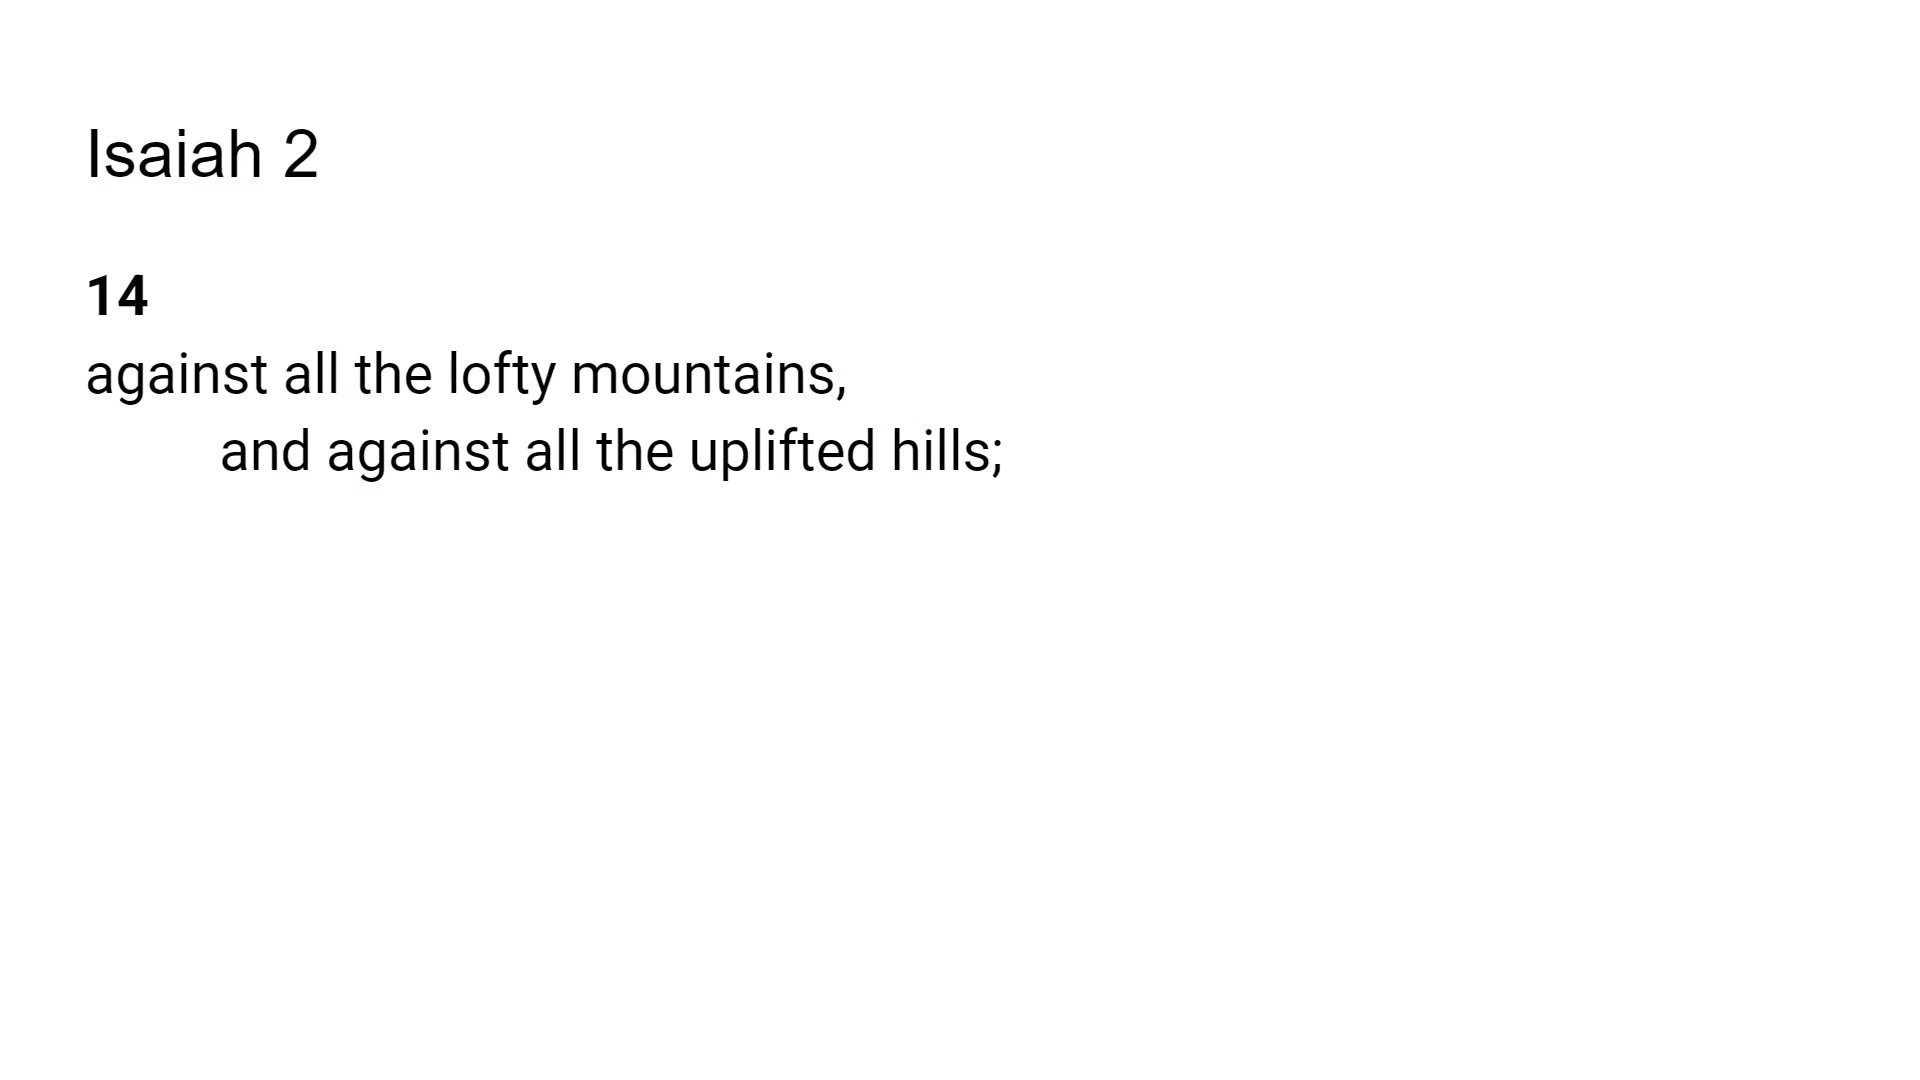 Isaiah 2
14
against all the lofty mountains,
and against all the uplifted hills;